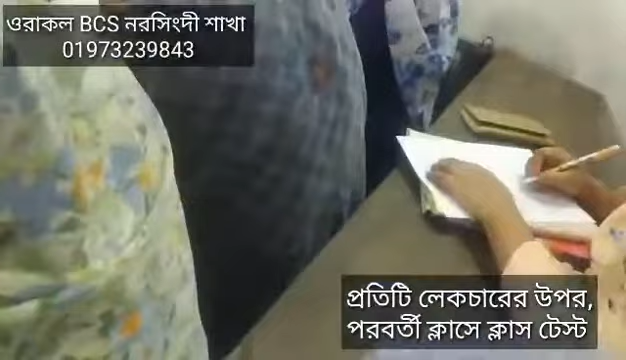 ওরাকল BCS নরসিংদী শাখা
01973239843
প্রতিটি লেকচারের উপর,
পরবর্তী ক্লাসে ক্লাস টেস্ট